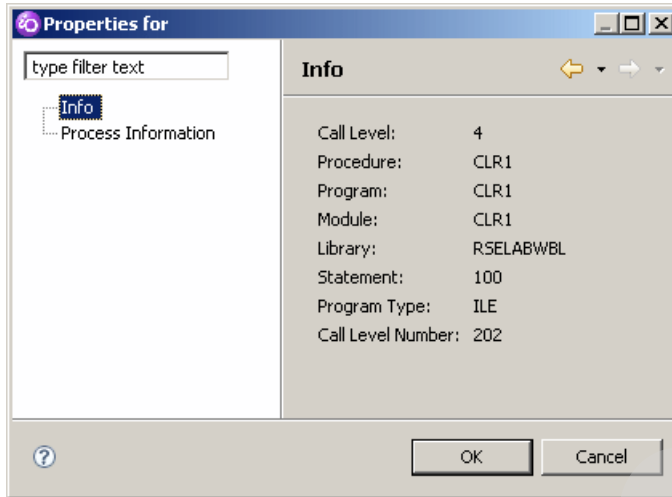 Properties for
type filter text
Info
Process Information
Info
Call Level: 4
Procedure: CLR1
Program: CLR1
Module: CLR1
Library: RSELABWBL
Statement: 100
Program Type: ILE
Call Level Number: 202
OK
Cancel